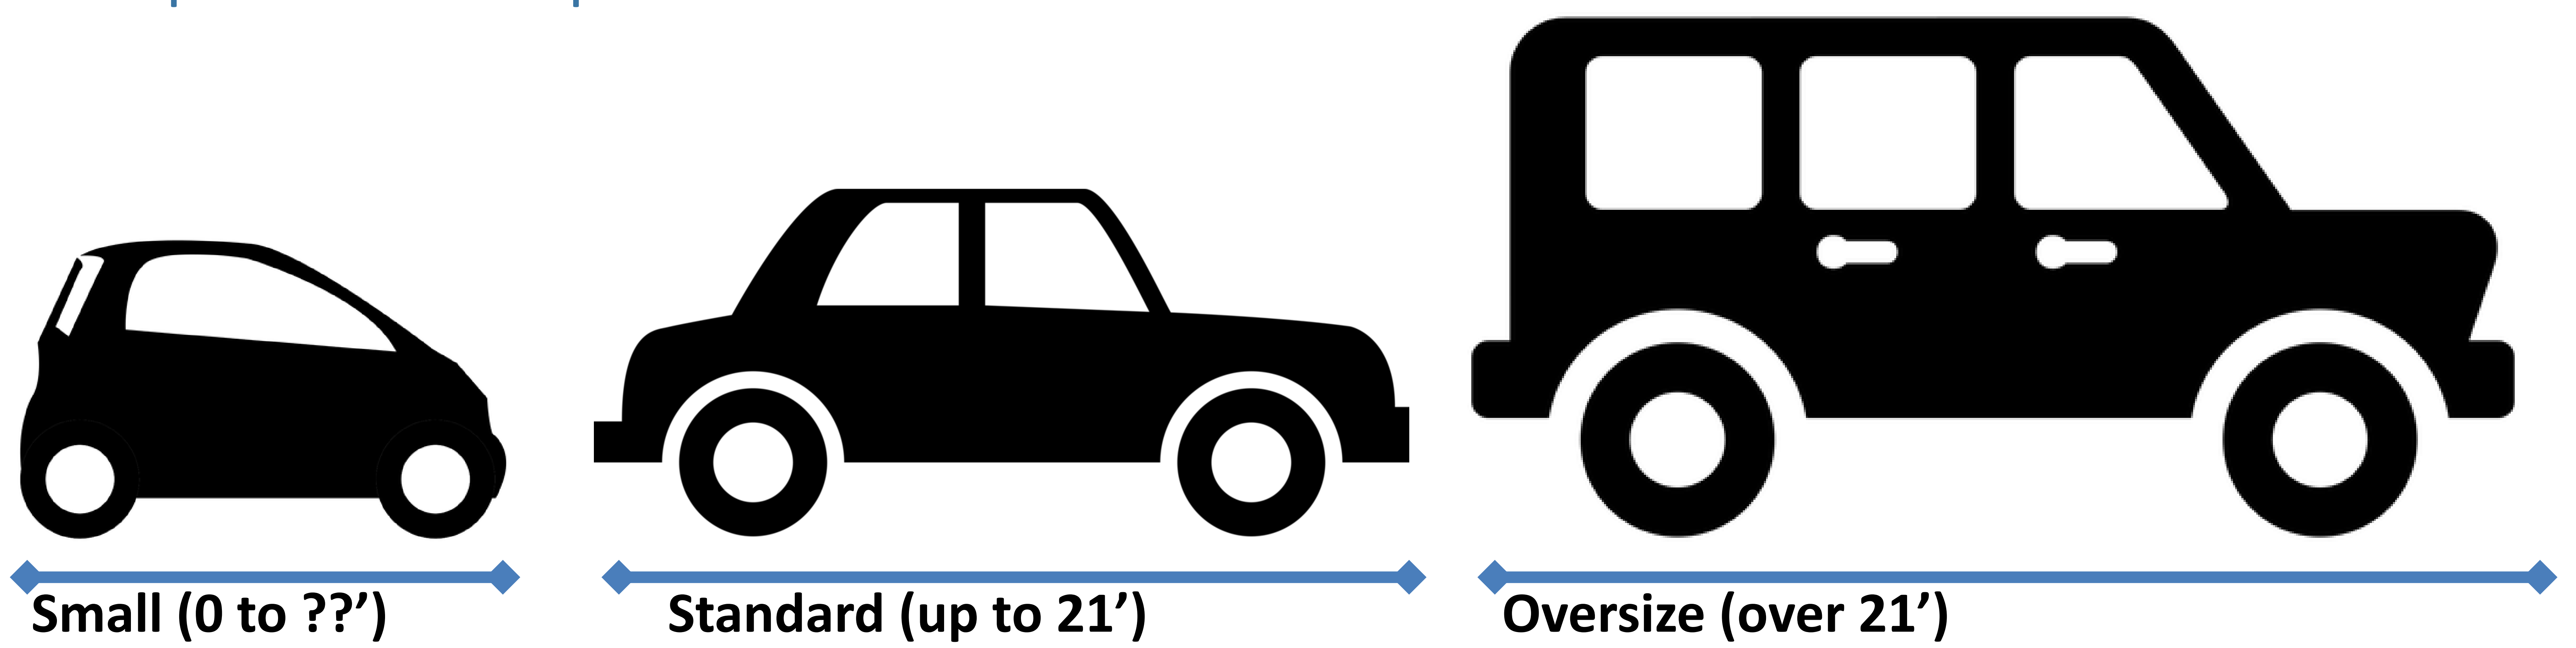 Small (0 to ??’)
Standard (up to 21’)
Oversize (over 21’)